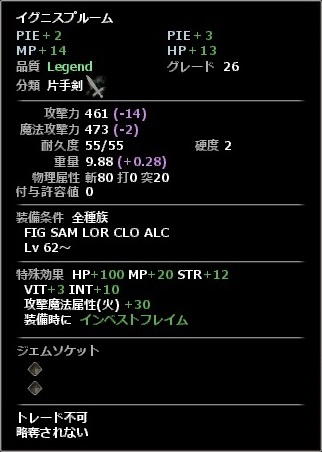 イグニスプルーム
PIE+2 PIE+3
MP+14 HP+13
品質 Legend グレード 26
分類 片手剣
攻撃力 461 (-14)
魔法攻撃力 473 (-2)
耐久度 55/55 硬度 2
重量 9.88 (+0.28)
物理属性 斬80 打0 突20
付与許容値 0
装備条件 全種族
FIG SAM LOR CLO ALC
Lv 62～
特殊効果 HP+100 MP+20 STR+12
VIT+3 INT+10
攻撃魔法属性(火) +30
装備時に インベストフレイム
ジェムソケット
トレード不可
略奪されない